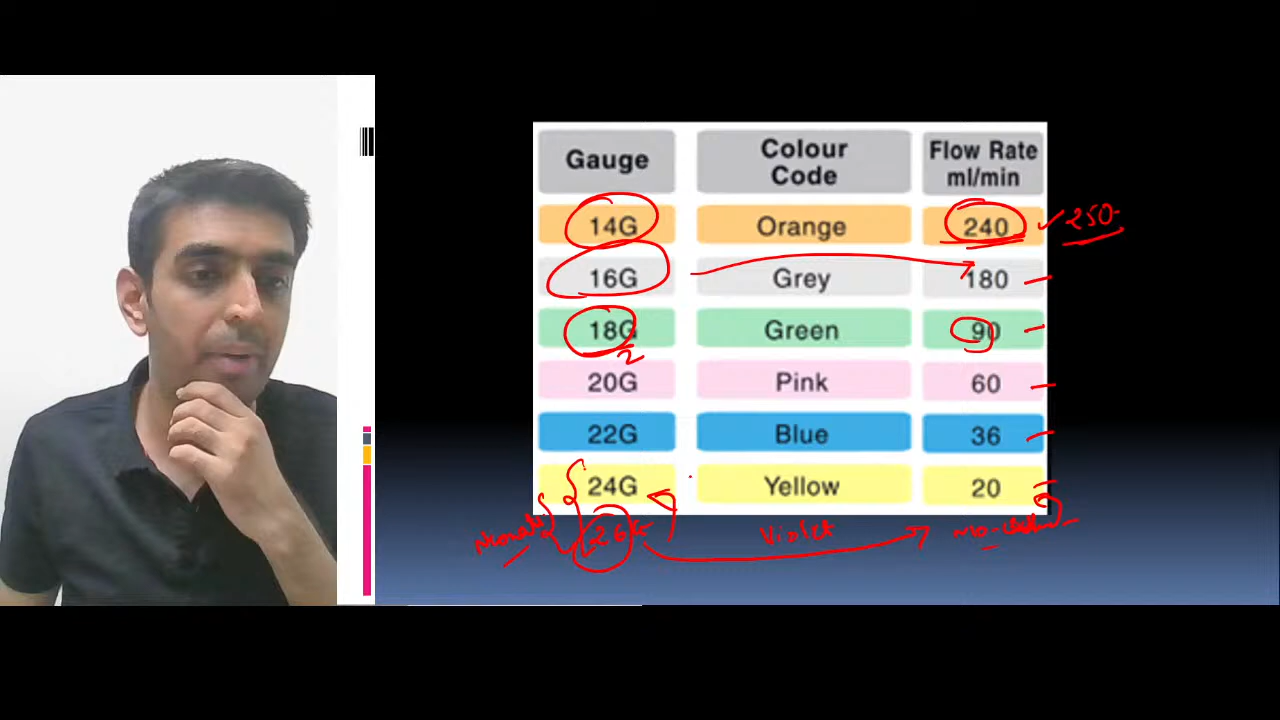 Gauge Colour Code Flow Rate ml/min
14G Orange 240 250
16G Grey 180
18G Green 90
2
20G Pink 60
22G Blue 36
24G Yellow 20
26G Violet